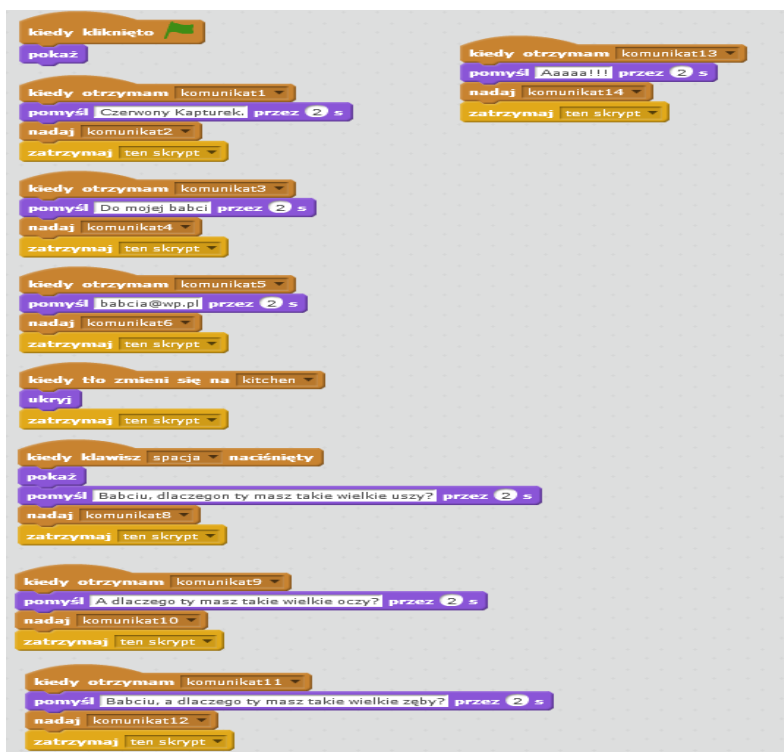 kiedy kliknięto
pokaż
kiedy otrzymam komunikat1
pomyśl Czerwony Kapturek. przez 2 s
nadaj komunikat2
zatrzymaj ten skrypt
kiedy otrzymam komunikat3
pomyśl Do mojej babci przez 2 s
nadaj komunikat4
zatrzymaj ten skrypt
kiedy otrzymam komunikat5
pomyśl babcia@wp.pl przez 2 s
nadaj komunikat6
zatrzymaj ten skrypt
kiedy tło zmieni się na kitchen
ukryj
zatrzymaj ten skrypt
kiedy klawisz spacja naciśnięty
pokaż
pomyśl Babciu, dlaczegon ty masz takie wielkie uszy? przez 2 s
nadaj komunikat8
zatrzymaj ten skrypt
kiedy otrzymam komunikat9
pomyśl A dlaczego ty masz takie wielkie oczy? przez 2 s
nadaj komunikat10
zatrzymaj ten skrypt
kiedy otrzymam komunikat11
pomyśl Babciu, a dlaczego ty masz takie wielkie zęby? przez 2 s
nadaj komunikat12
zatrzymaj ten skrypt
kiedy otrzymam komunikat13
pomyśl Aaaaa!!! przez 2 s
nadaj komunikat14
zatrzymaj ten skrypt